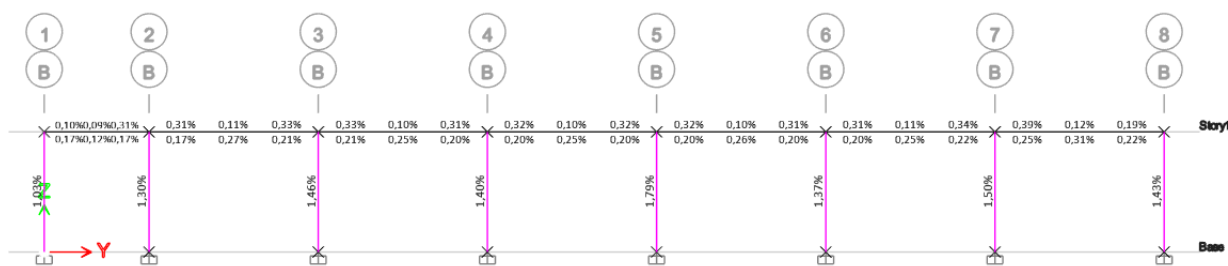 1 2 3 4 5 6 7 8
B B B B B B B B
0,10% 0,09% 0,31% 0,31% 0,11% 0,33% 0,33% 0,10% 0,31% 0,32% 0,10% 0,32% 0,32% 0,10% 0,31% 0,31% 0,11% 0,34% 0,39% 0,12% 0,19% Story1
0,17% 0,12% 0,17% 0,17% 0,27% 0,21% 0,21% 0,25% 0,20% 0,20% 0,25% 0,20% 0,20% 0,26% 0,20% 0,20% 0,25% 0,22% 0,25% 0,31% 0,22%
1,03% 1,30% 1,46% 1,40% 1,79% 1,37% 1,50% 1,43%
Z
Y Base